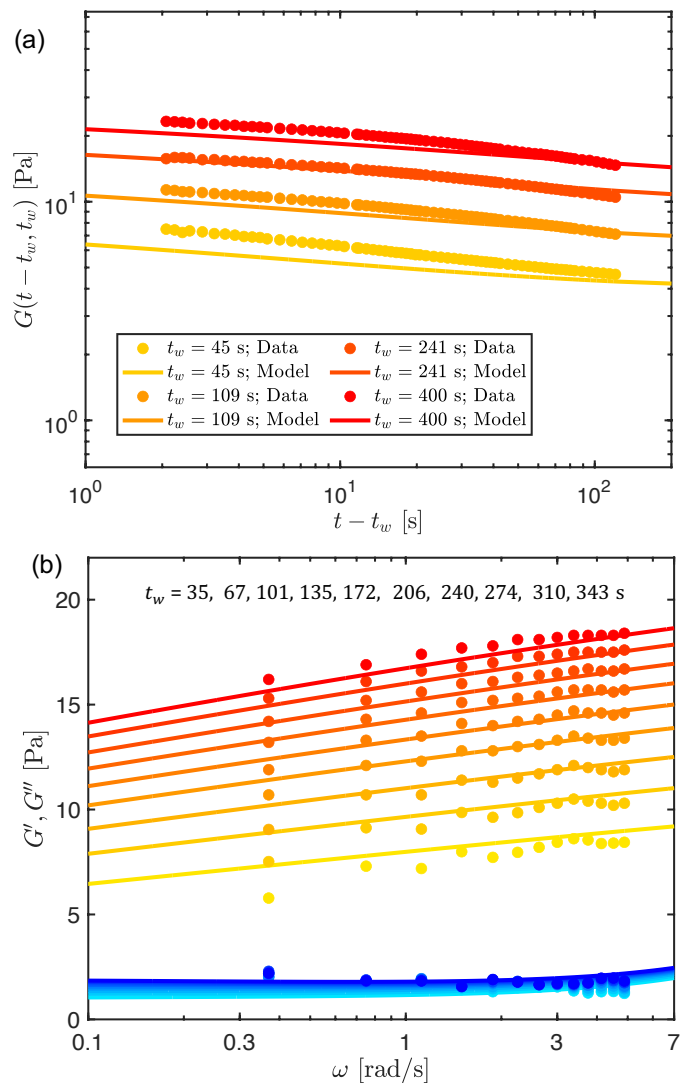 (a)
G(t − t_w, t_w) [Pa]
10^1
10^0
t_w = 45 s; Data
t_w = 45 s; Model
t_w = 109 s; Data
t_w = 109 s; Model
t_w = 241 s; Data
t_w = 241 s; Model
t_w = 400 s; Data
t_w = 400 s; Model
10^0 10^1 10^2
t − t_w [s]
(b)
t_w = 35, 67, 101, 135, 172, 206, 240, 274, 310, 343 s
G′, G″ [Pa]
20
15
10
5
0
0.1 0.3 1 3 7
ω [rad/s]